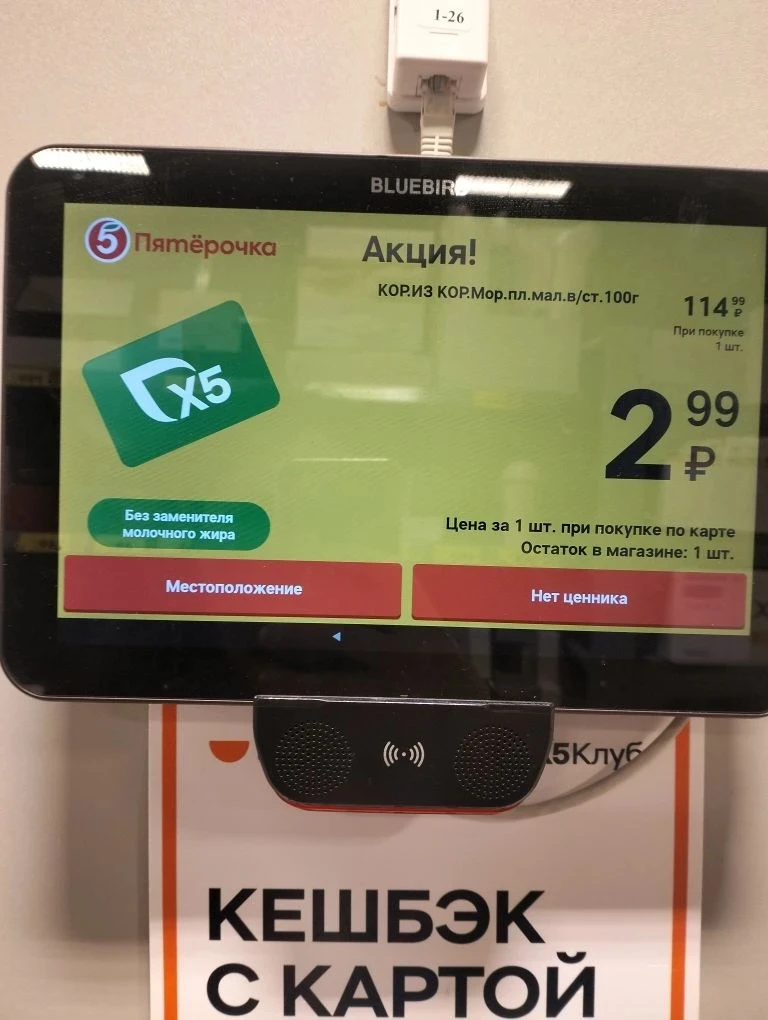 1-26
BLUEBIRD
5 Пятёрочка
Акция!
КОР.ИЗ КОР.Мор.пл.мал.в/ст.100г
114 99 ₽
При покупке
1 шт.
X5
2 99 ₽
Без заменителя
молочного жира
Цена за 1 шт. при покупке по карте
Остаток в магазине: 1 шт.
Местоположение
Нет ценника
X5Клуб
КЕШБЭК
С КАРТОЙ